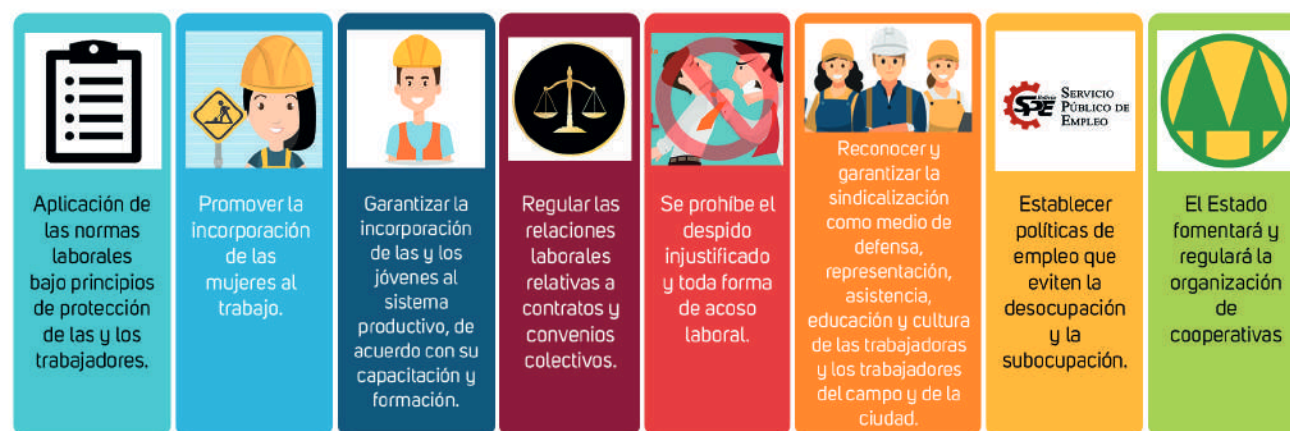 Aplicación de
las normas
laborales
bajo principios
de protección
de las y los
trabajadores.
Promover la
incorporación
de las
mujeres al
trabajo.
Garantizar la
incorporación
de las y los
jóvenes al
sistema
productivo, de
acuerdo con su
capacitación y
formación.
Regular las
relaciones
laborales
relativas a
contratos y
convenios
colectivos.
Se prohíbe el
despido
injustificado
y toda forma
de acoso
laboral.
Reconocer y
garantizar la
sindicalización
como medio de
defensa,
representación,
asistencia,
educación y cultura
de las trabajadoras
y los trabajadores
del campo y de la
ciudad.
Bolivia
SPE
SERVICIO
PÚBLICO DE
EMPLEO
Establecer
políticas de
empleo que
eviten la
desocupación
y la
subocupación.
El Estado
fomentará y
regulará la
organización
de
cooperativas